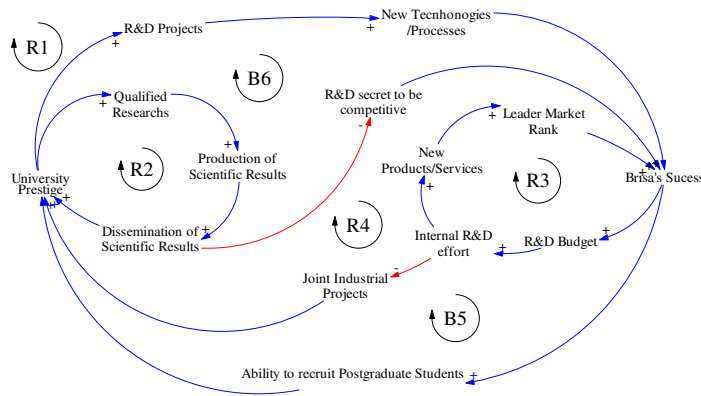 R1
R&D Projects
New Tecnhonogies
/Processes
+
+
B6
Qualified
Researchs
+
R&D secret to be
competitive
-
Leader Market
Rank
+
+
Production of
Scientific Results
New
Products/Services
+
R2
R3
University
Prestige
+
+
+
Brisa's Sucess
+
+
+
R4
Dissemination of
Scientific Results
+
Internal R&D
effort
+
R&D Budget
+
-
Joint Industrial
Projects
B5
Ability to recruit Postgraduate Students
+